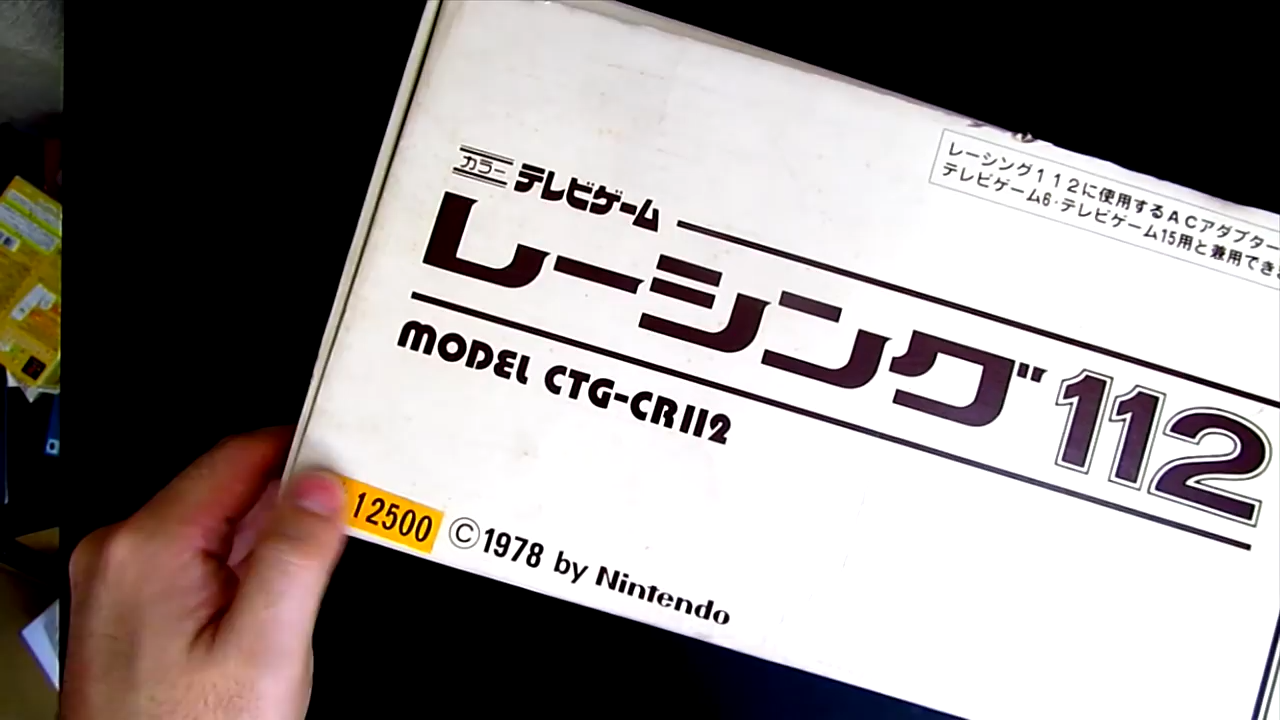 カラー テレビゲーム
レーシング112
MODEL CTG-CR112
レーシング112に使用するACアダプター
テレビゲーム6・テレビゲーム15用と兼用でき
12500
©1978 by Nintendo